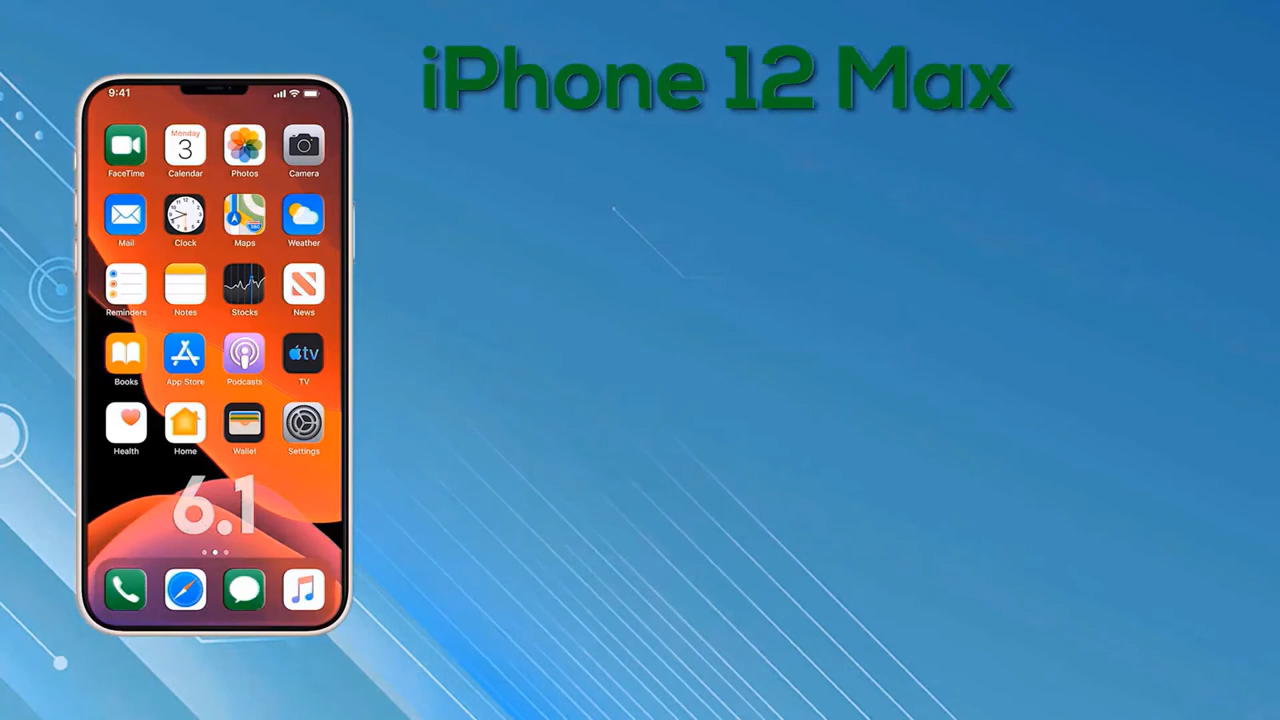 iPhone 12 Max
9:41
FaceTime Monday 3 Calendar Photos Camera
Mail Clock Maps Weather
Reminders Notes Stocks News
Books App Store Podcasts tv TV
Health Home Wallet Settings
6.1